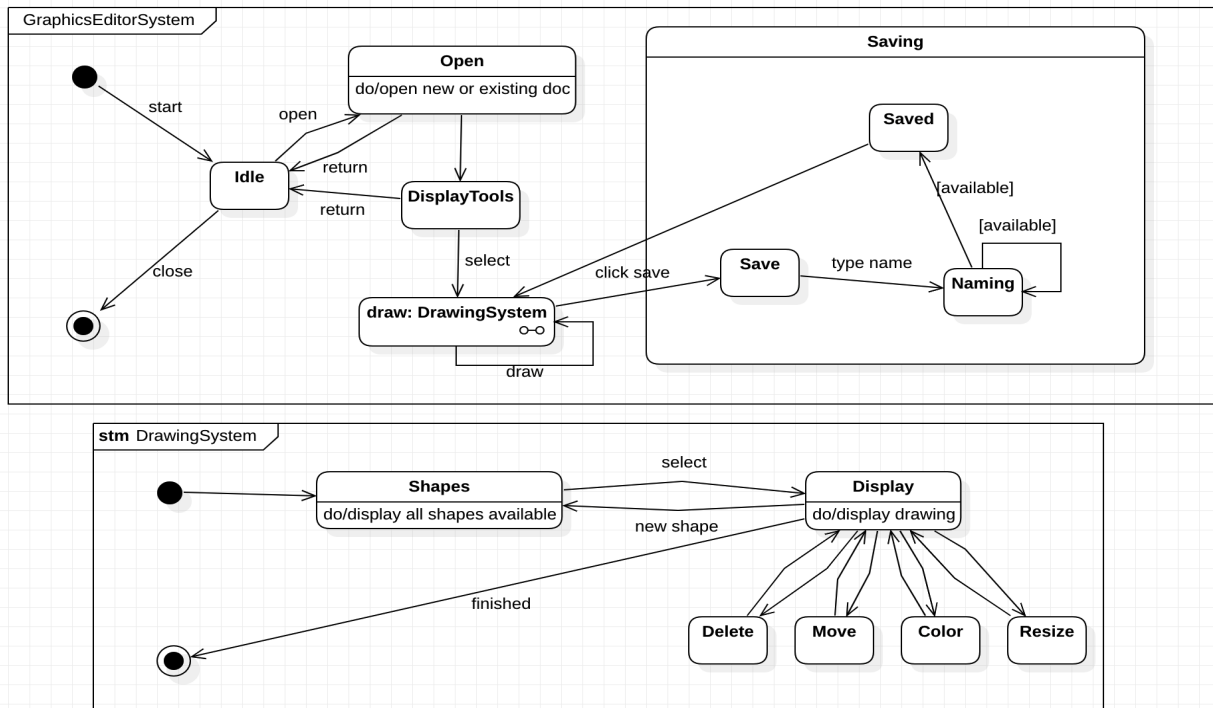 GraphicsEditorSystem
Saving
Open
do/open new or existing doc
start
open
Saved
return
Idle
DisplayTools
[available]
return
[available]
select
close
click save
Save
type name
Naming
draw: DrawingSystem
draw
stm DrawingSystem
select
Shapes
do/display all shapes available
Display
do/display drawing
new shape
finished
Delete
Move
Color
Resize